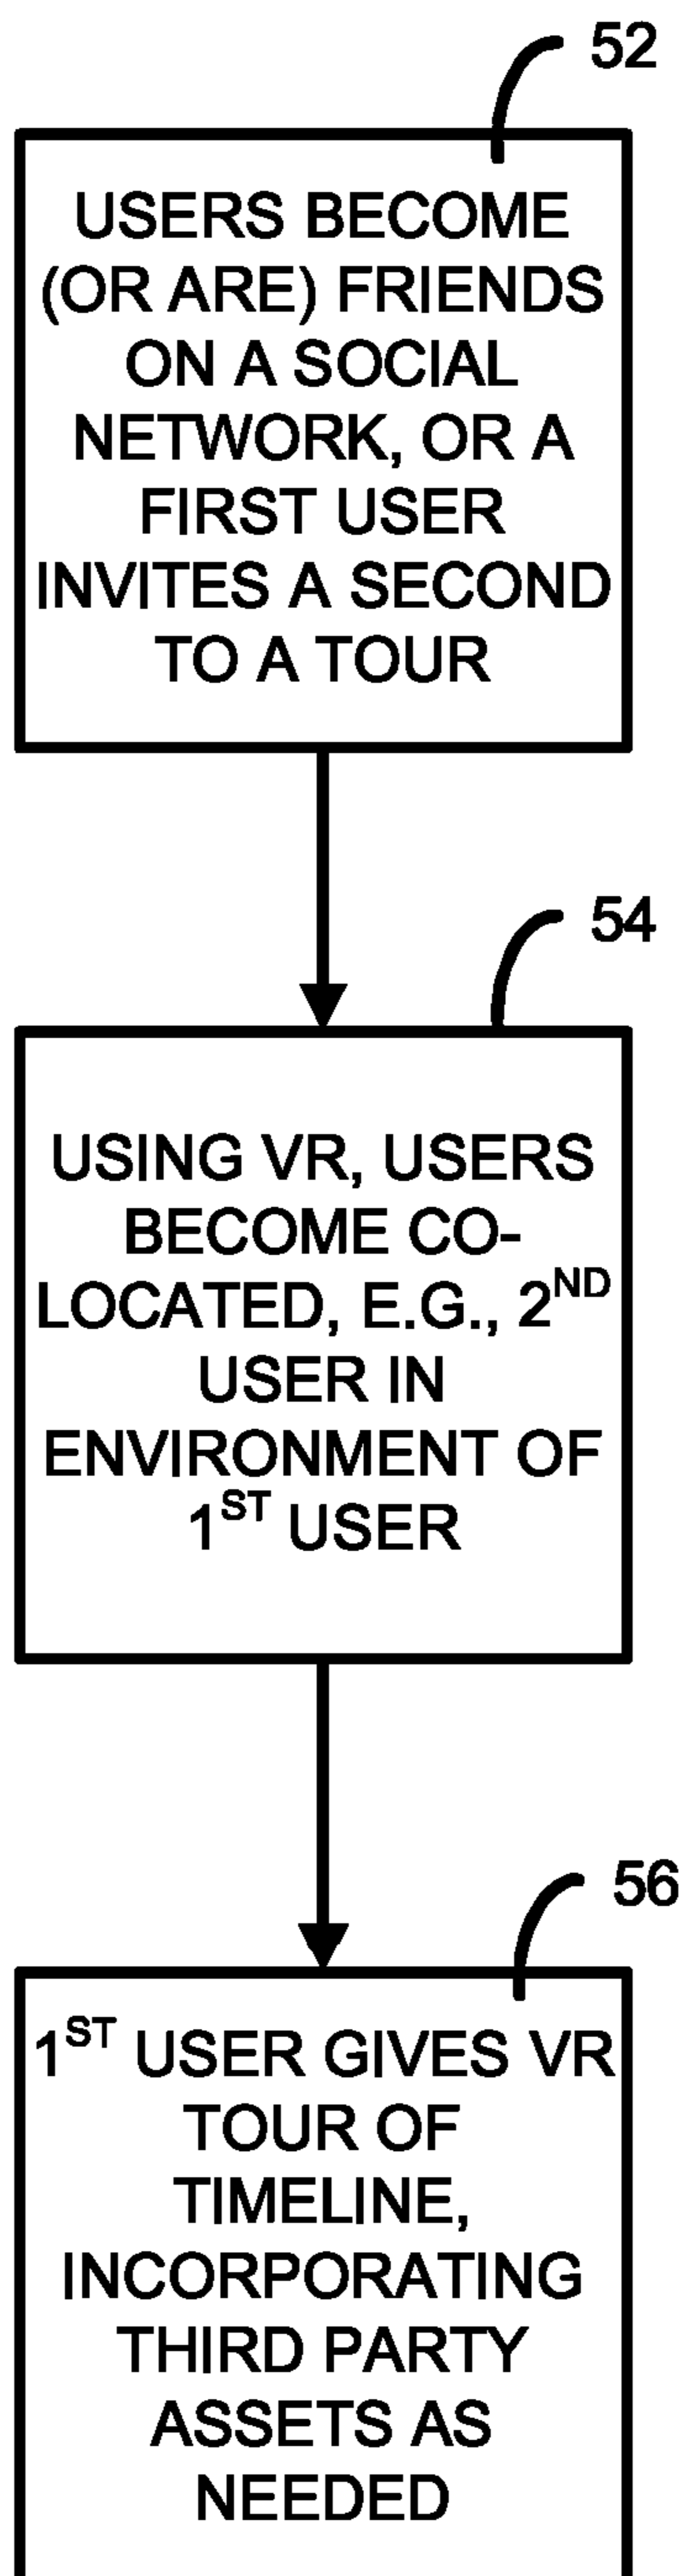 52
USERS BECOME
(OR ARE) FRIENDS
ON A SOCIAL
NETWORK, OR A
FIRST USER
INVITES A SECOND
TO A TOUR
54
USING VR, USERS
BECOME CO-
LOCATED, E.G., 2ND
USER IN
ENVIRONMENT OF
1ST USER
56
1ST USER GIVES VR
TOUR OF
TIMELINE,
INCORPORATING
THIRD PARTY
ASSETS AS
NEEDED